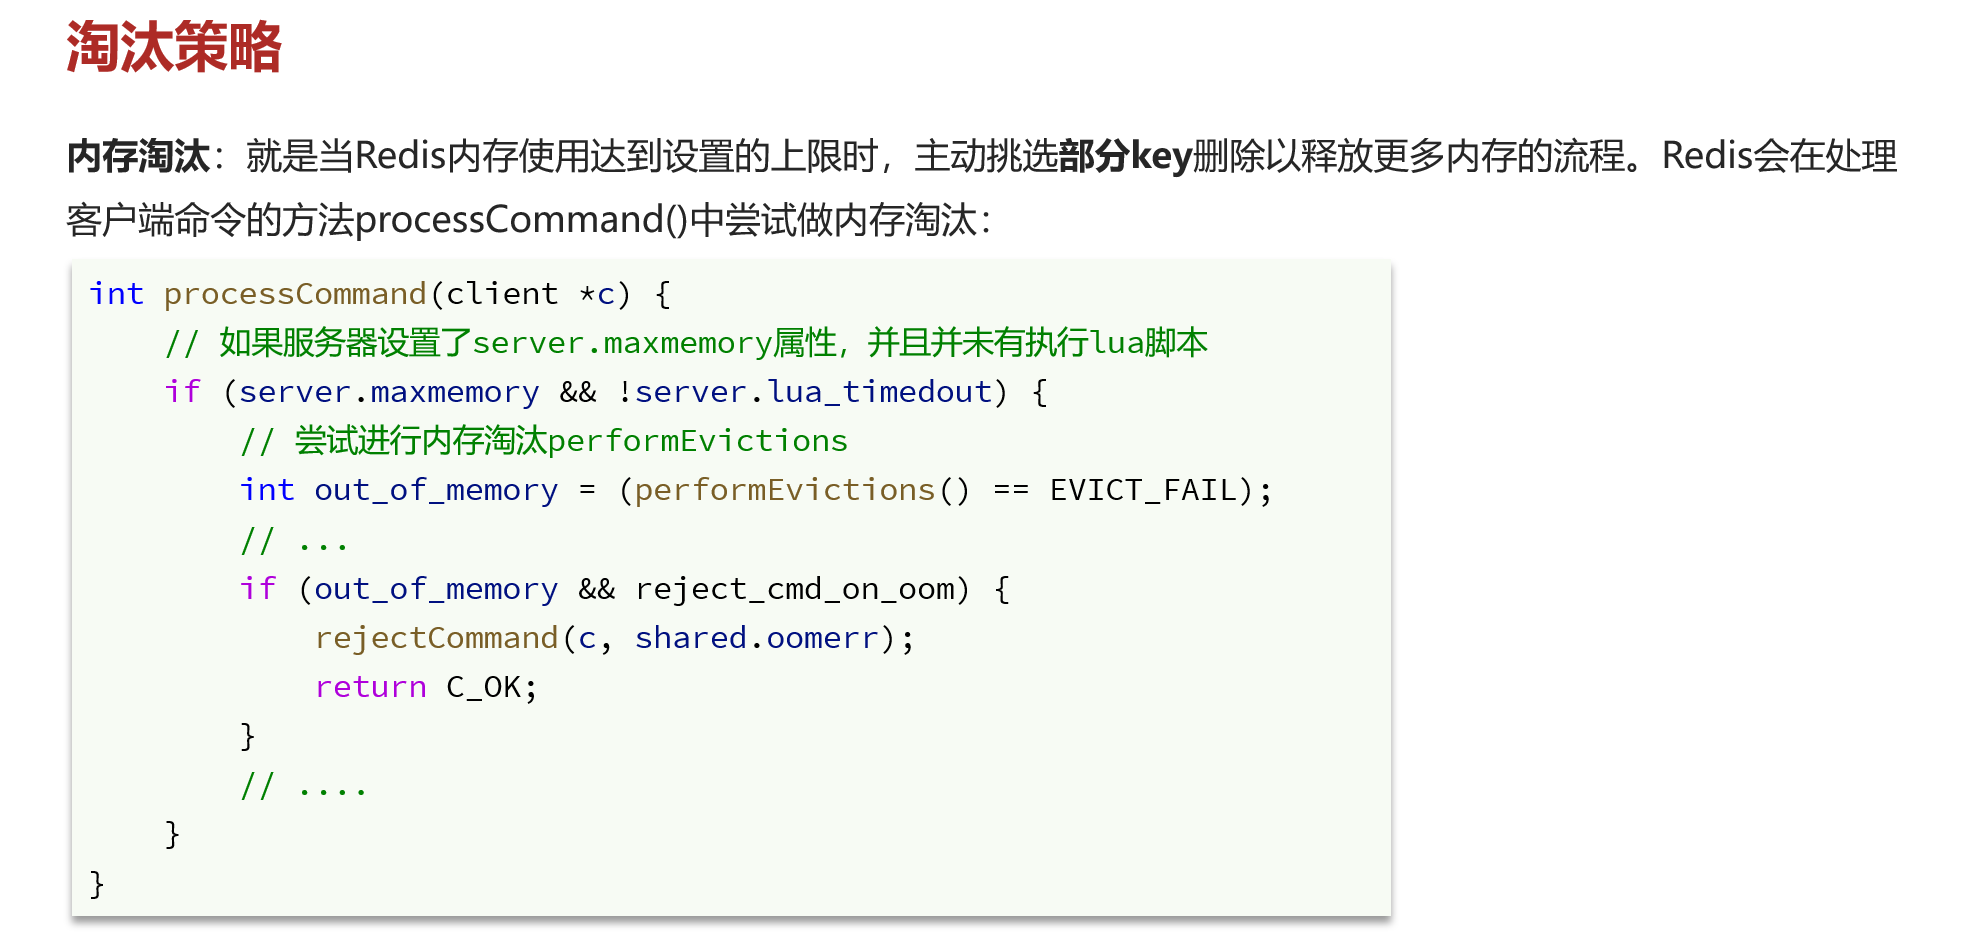 淘汰策略
内存淘汰：就是当Redis内存使用达到设置的上限时，主动挑选部分key删除以释放更多内存的流程。Redis会在处理
客户端命令的方法processCommand()中尝试做内存淘汰：
int processCommand(client *c) {
    // 如果服务器设置了server.maxmemory属性，并且并未有执行lua脚本
    if (server.maxmemory && !server.lua_timedout) {
        // 尝试进行内存淘汰performEvictions
        int out_of_memory = (performEvictions() == EVICT_FAIL);
        // ...
        if (out_of_memory && reject_cmd_on_oom) {
            rejectCommand(c, shared.oomerr);
            return C_OK;
        }
        // ....
    }
}